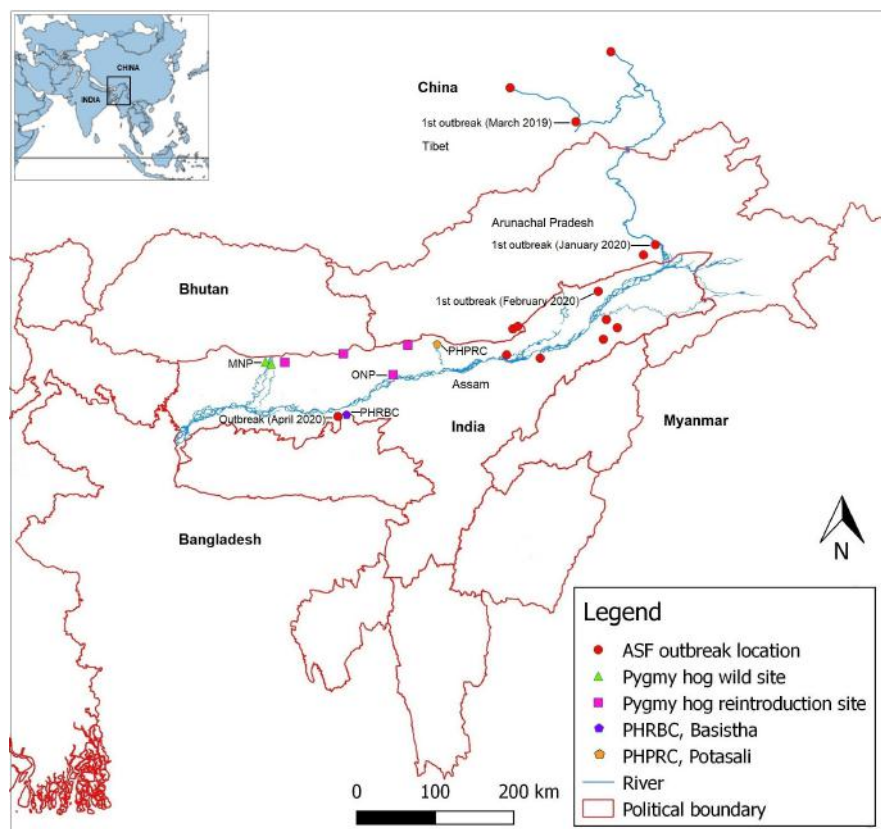 CHINA
INDIA
China
1st outbreak (March 2019)
Tibet
Arunachal Pradesh
1st outbreak (January 2020)
Bhutan
1st outbreak (February 2020)
MNP
PHPRC
ONP
Assam
Outbreak (April 2020)
PHRBC
India
Myanmar
Bangladesh
N
Legend
ASF outbreak location
Pygmy hog wild site
Pygmy hog reintroduction site
PHRBC, Basistha
PHPRC, Potasali
River
Political boundary
0 100 200 km